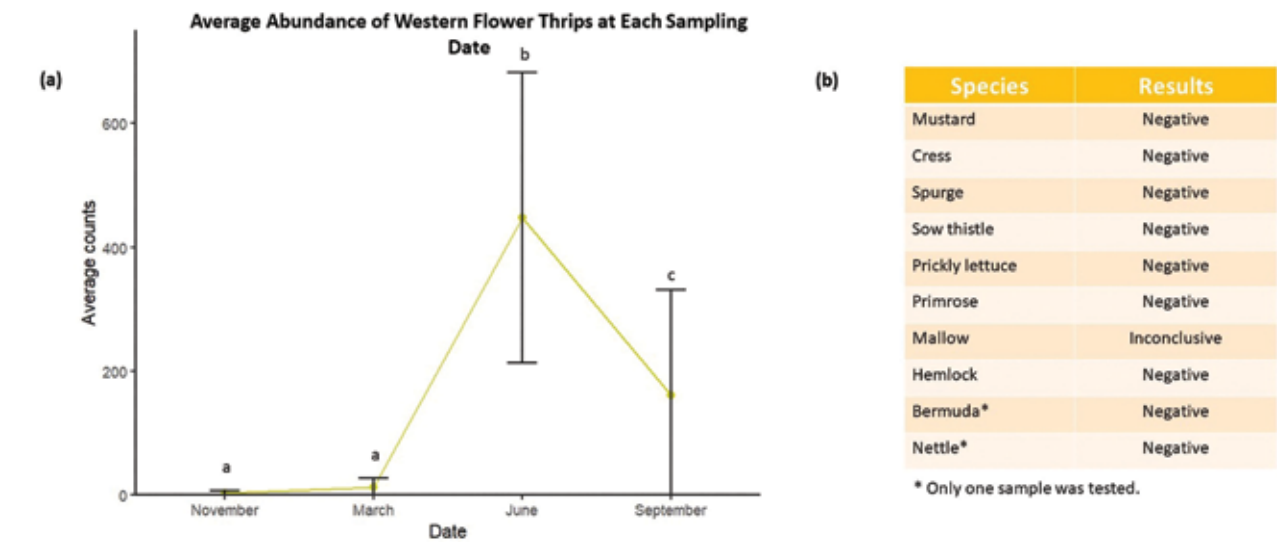 Average Abundance of Western Flower Thrips at Each Sampling
Date
(a)
b
600
400
200
0
Average counts
a
a
c
November March June September
Date
(b)
Species Results
Mustard Negative
Cress Negative
Spurge Negative
Sow thistle Negative
Prickly lettuce Negative
Primrose Negative
Mallow Inconclusive
Hemlock Negative
Bermuda* Negative
Nettle* Negative
* Only one sample was tested.